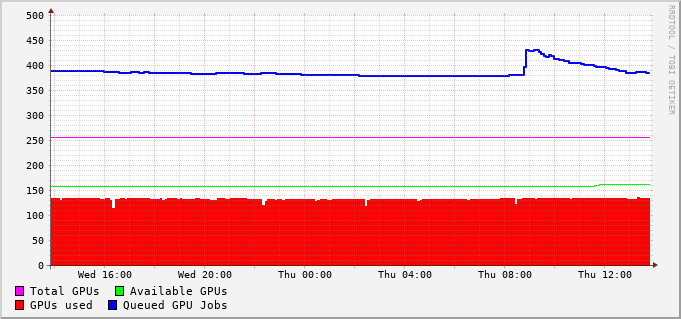 500
450
400
350
300
250
200
150
100
50
0
Wed 16:00 Wed 20:00 Thu 00:00 Thu 04:00 Thu 08:00 Thu 12:00
Total GPUs Available GPUs
GPUs used Queued GPU Jobs
RRDTOOL / TOBI OETIKER